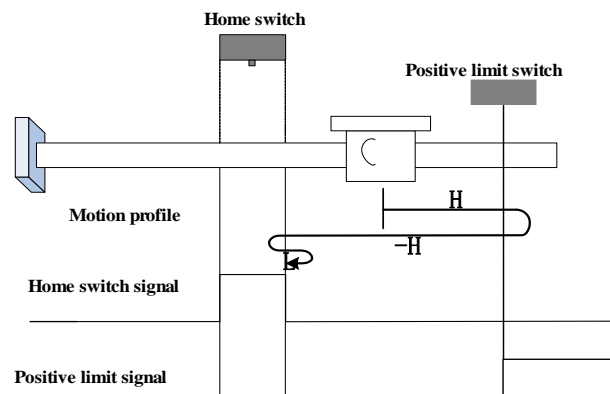 Home switch
Positive limit switch
H
Motion profile
-H
L
Home switch signal
Positive limit signal